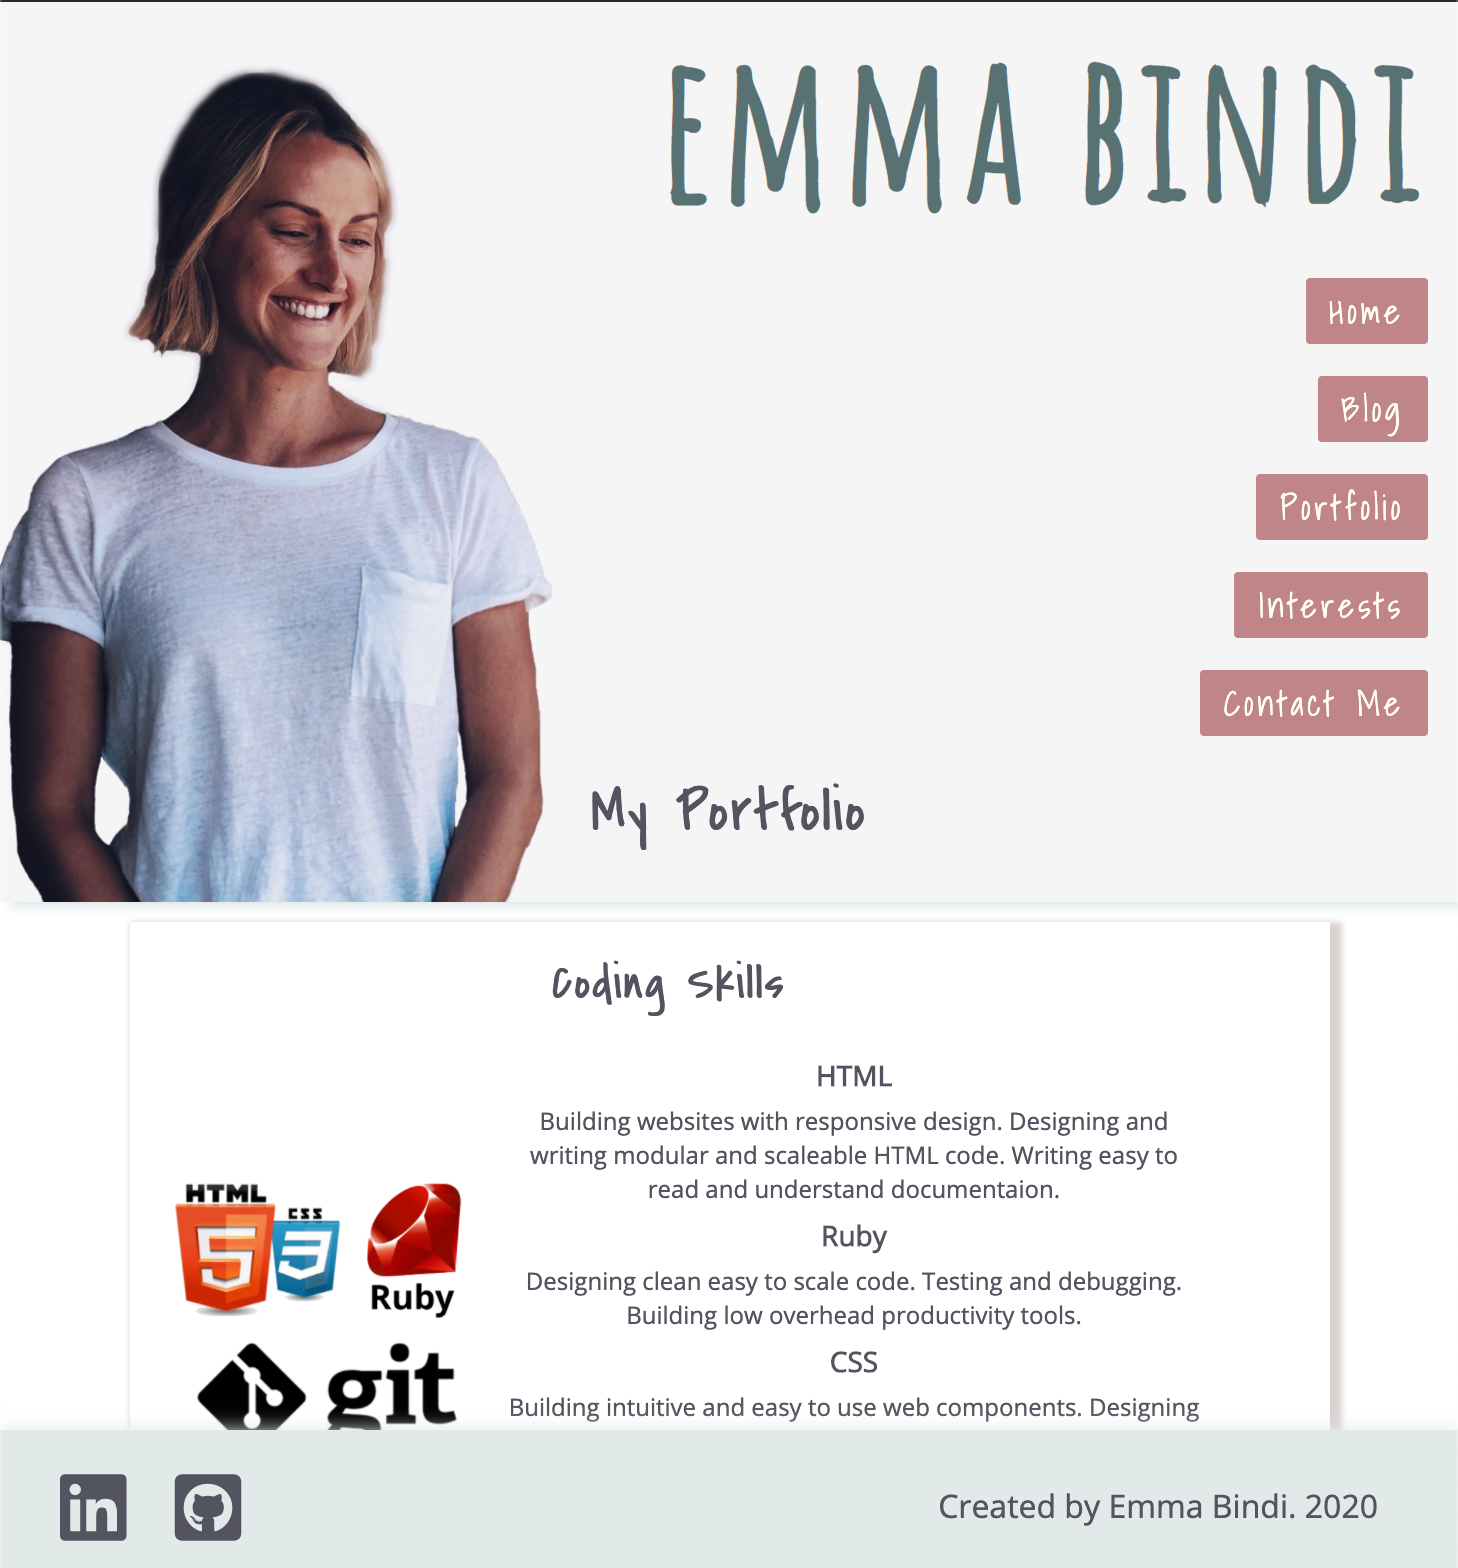 EMMA BINDI
Home
Blog
Portfolio
Interests
Contact Me
My Portfolio
Coding Skills
HTML
Building websites with responsive design. Designing and
writing modular and scaleable HTML code. Writing easy to
read and understand documentaion.
Ruby
Designing clean easy to scale code. Testing and debugging.
Building low overhead productivity tools.
CSS
Building intuitive and easy to use web components. Designing
HTML
5
CSS
3
Ruby
git
in
Created by Emma Bindi. 2020